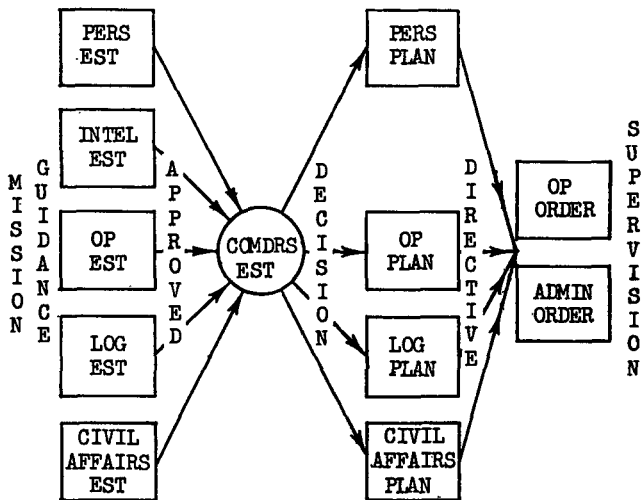 MISSION
GUIDANCE
PERS
EST
INTEL
EST
OP
EST
LOG
EST
CIVIL
AFFAIRS
EST
APPROVED
COMDRS
EST
DECISION
PERS
PLAN
OP
PLAN
LOG
PLAN
CIVIL
AFFAIRS
PLAN
DIRECTIVE
OP
ORDER
ADMIN
ORDER
SUPERVISION